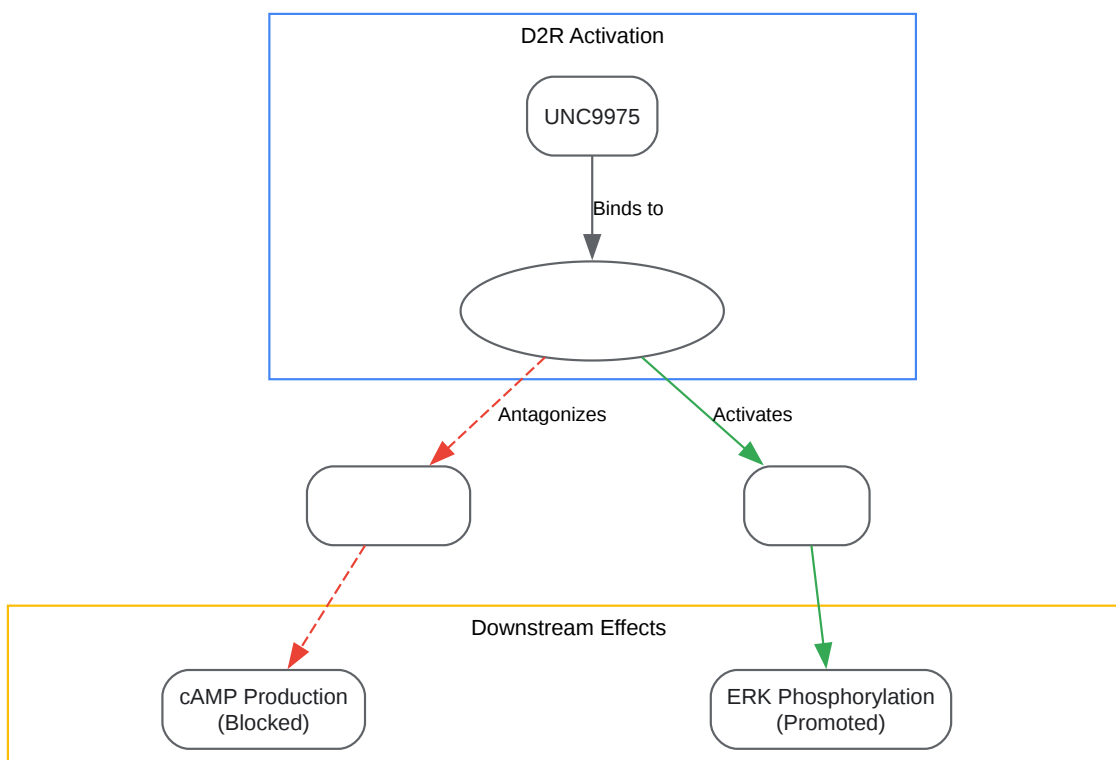 D2R Activation
UNC9975
Binds to
Antagonizes
Activates
Downstream Effects
cAMP Production
(Blocked)
ERK Phosphorylation
(Promoted)